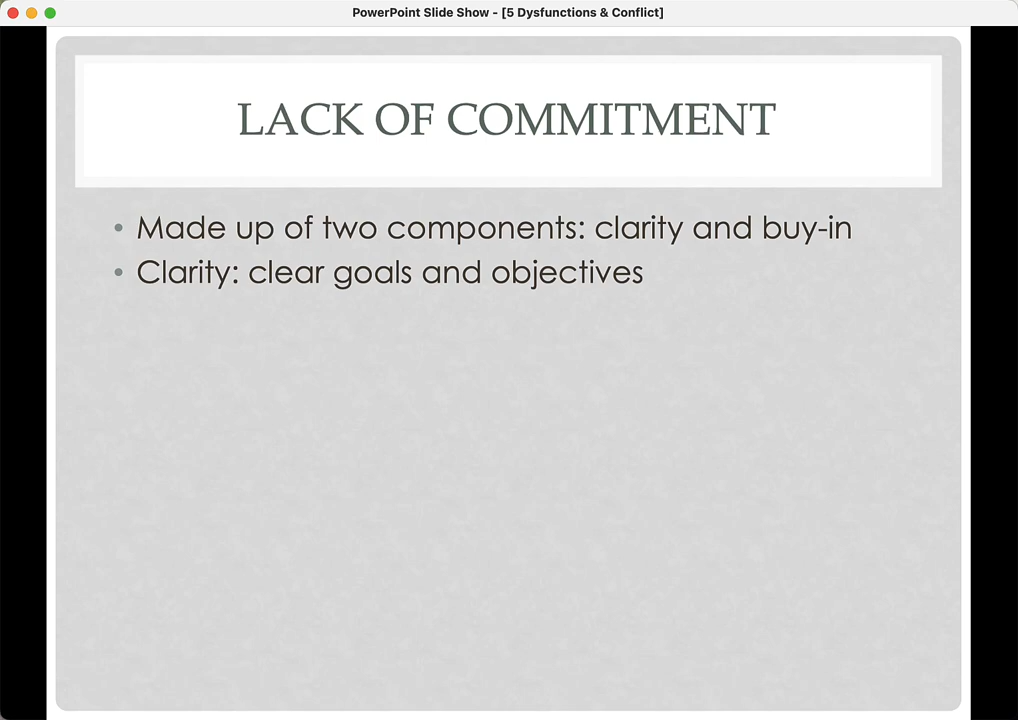 PowerPoint Slide Show - [5 Dysfunctions & Conflict]
LACK OF COMMITMENT
• Made up of two components: clarity and buy-in
• Clarity: clear goals and objectives